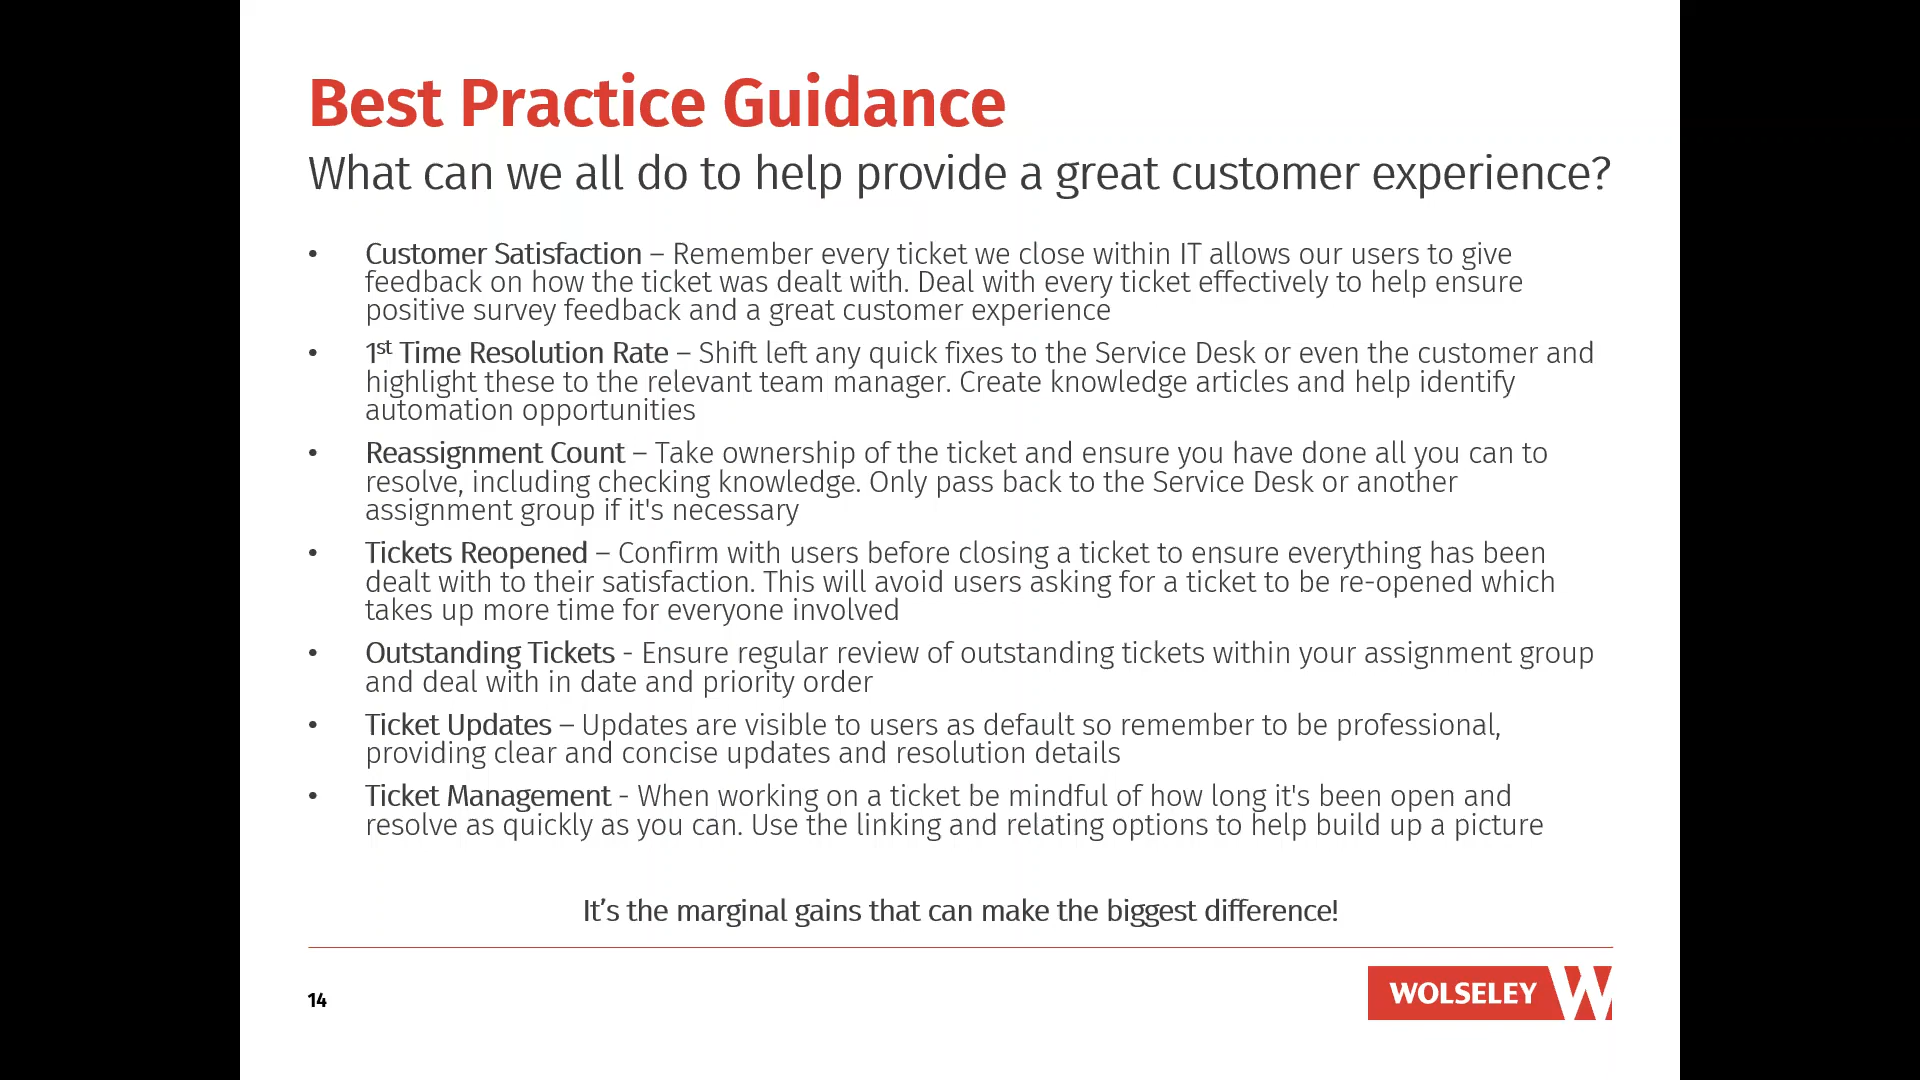 Best Practice Guidance
What can we all do to help provide a great customer experience?
• Customer Satisfaction – Remember every ticket we close within IT allows our users to give
feedback on how the ticket was dealt with. Deal with every ticket effectively to help ensure
positive survey feedback and a great customer experience
• 1st Time Resolution Rate – Shift left any quick fixes to the Service Desk or even the customer and
highlight these to the relevant team manager. Create knowledge articles and help identify
automation opportunities
• Reassignment Count – Take ownership of the ticket and ensure you have done all you can to
resolve, including checking knowledge. Only pass back to the Service Desk or another
assignment group if it's necessary
• Tickets Reopened – Confirm with users before closing a ticket to ensure everything has been
dealt with to their satisfaction. This will avoid users asking for a ticket to be re-opened which
takes up more time for everyone involved
• Outstanding Tickets - Ensure regular review of outstanding tickets within your assignment group
and deal with in date and priority order
• Ticket Updates – Updates are visible to users as default so remember to be professional,
providing clear and concise updates and resolution details
• Ticket Management - When working on a ticket be mindful of how long it's been open and
resolve as quickly as you can. Use the linking and relating options to help build up a picture
It’s the marginal gains that can make the biggest difference!
14
WOLSELEY W